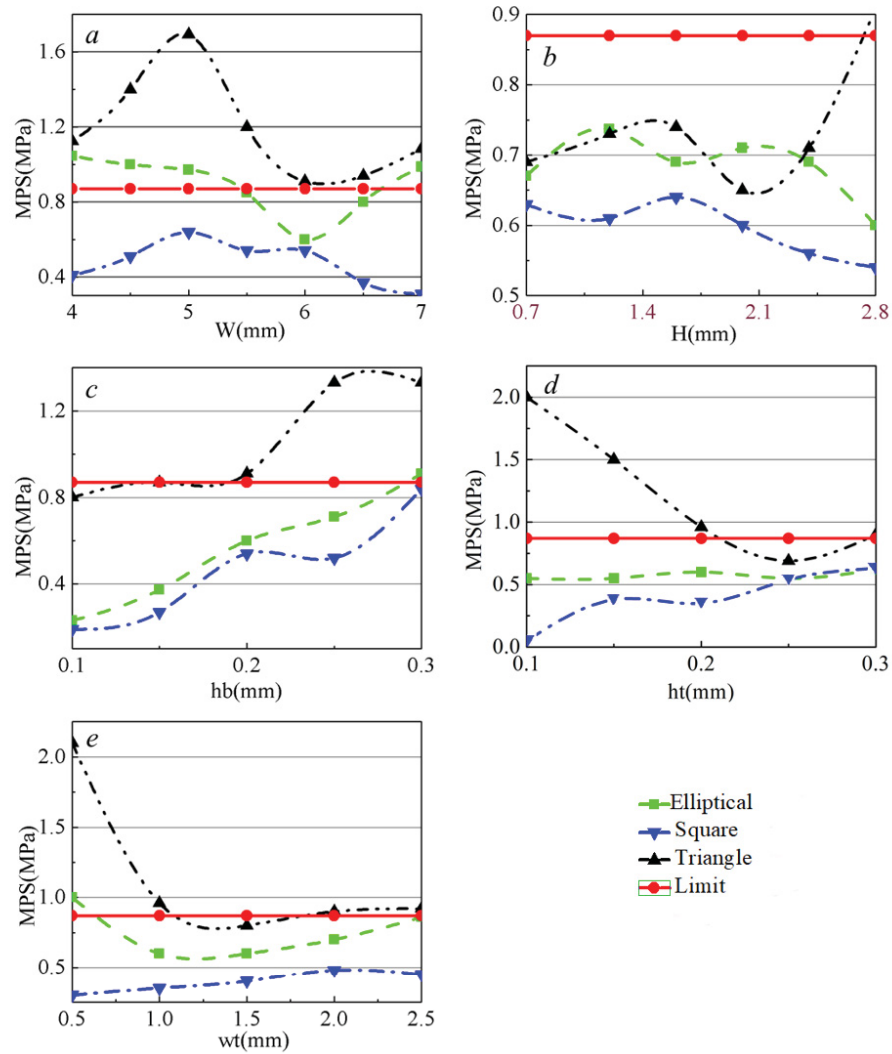 a
MPS(MPa)
1.6
1.2
0.8
0.4
4 5 6 7
W(mm)
b
MPS(MPa)
0.9
0.8
0.7
0.6
0.5
0.7 1.4 2.1 2.8
H(mm)
c
MPS(MPa)
1.2
0.8
0.4
0.1 0.2 0.3
hb(mm)
d
MPS(MPa)
2.0
1.5
1.0
0.5
0.0
0.1 0.2 0.3
ht(mm)
e
MPS(MPa)
2.0
1.5
1.0
0.5
0.5 1.0 1.5 2.0 2.5
wt(mm)
Elliptical
Square
Triangle
Limit